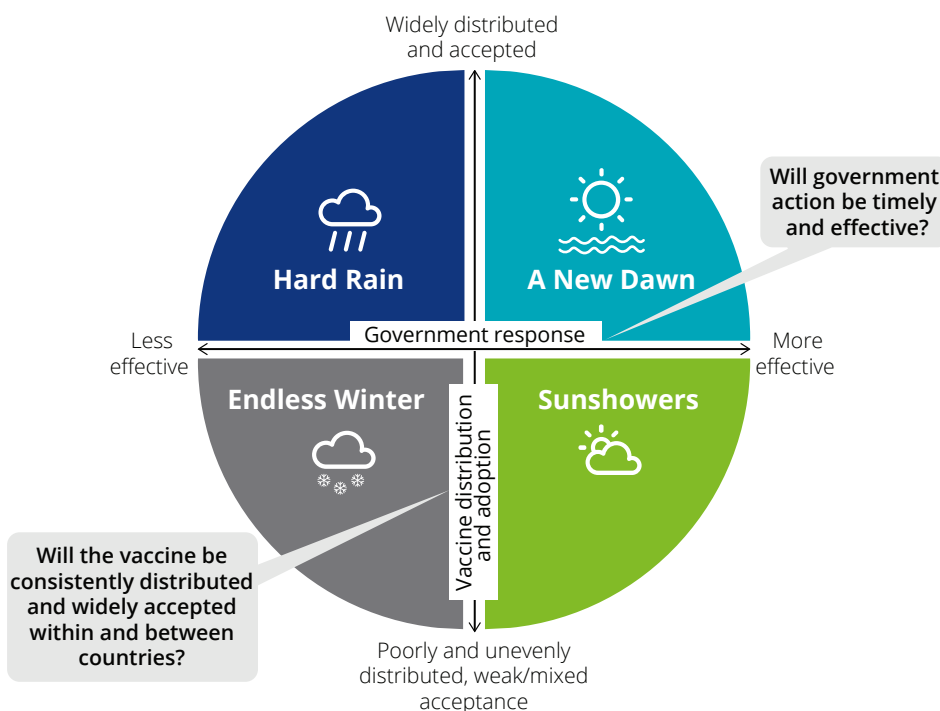 Widely distributed
and accepted
Will government
action be timely
and effective?
Hard Rain
A New Dawn
Less
effective
Government response
More
effective
Endless Winter
Sunshowers
Vaccine distribution
and adoption
Will the vaccine be
consistently distributed
and widely accepted
within and between
countries?
Poorly and unevenly
distributed, weak/mixed
acceptance